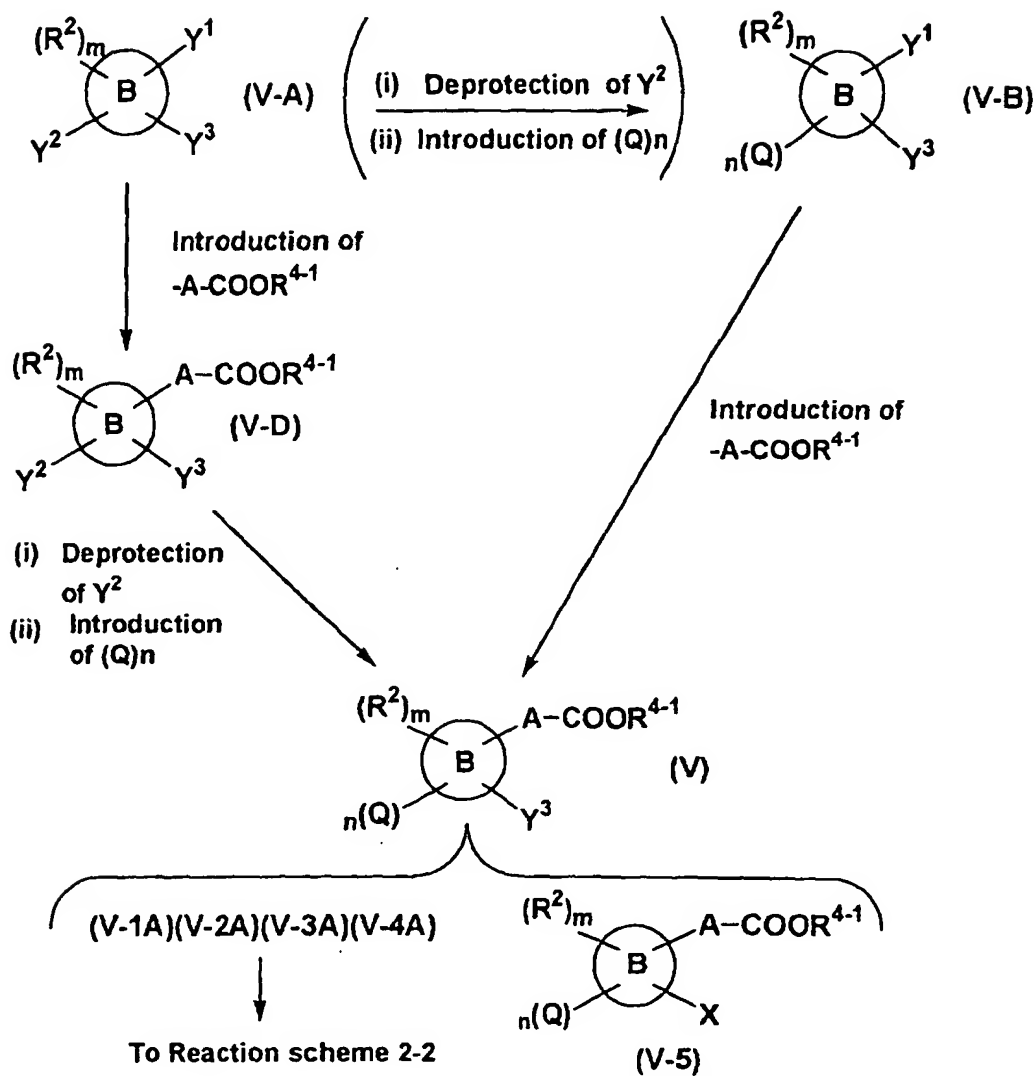 (R²)m Y¹
B
Y² Y³
(V-A)
(i) Deprotection of Y²
(ii) Introduction of (Q)n
(R²)m Y¹
B
n(Q) Y³
(V-B)
Introduction of
-A-COOR⁴⁻¹
(R²)m A–COOR⁴⁻¹
B
(V-D)
Y² Y³
Introduction of
-A-COOR⁴⁻¹
(i) Deprotection
of Y²
(ii) Introduction
of (Q)n
(R²)m A–COOR⁴⁻¹
B
(V)
n(Q) Y³
(V-1A)(V-2A)(V-3A)(V-4A)
To Reaction scheme 2-2
(R²)m A–COOR⁴⁻¹
B
n(Q) X
(V-5)